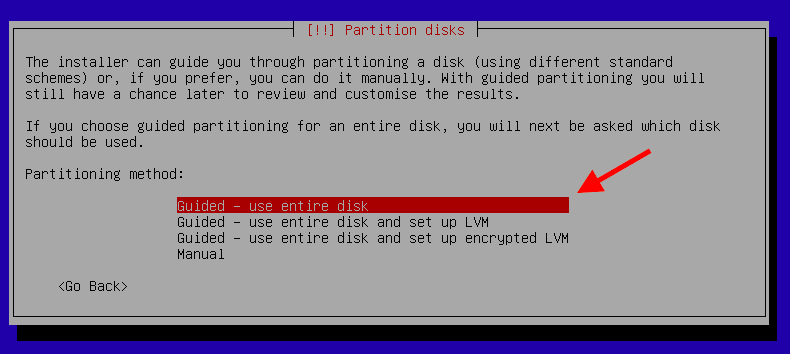 [!!] Partition disks
The installer can guide you through partitioning a disk (using different standard
schemes) or, if you prefer, you can do it manually. With guided partitioning you will
still have a chance later to review and customise the results.
If you choose guided partitioning for an entire disk, you will next be asked which disk
should be used.
Partitioning method:
Guided - use entire disk
Guided - use entire disk and set up LVM
Guided - use entire disk and set up encrypted LVM
Manual
<Go Back>